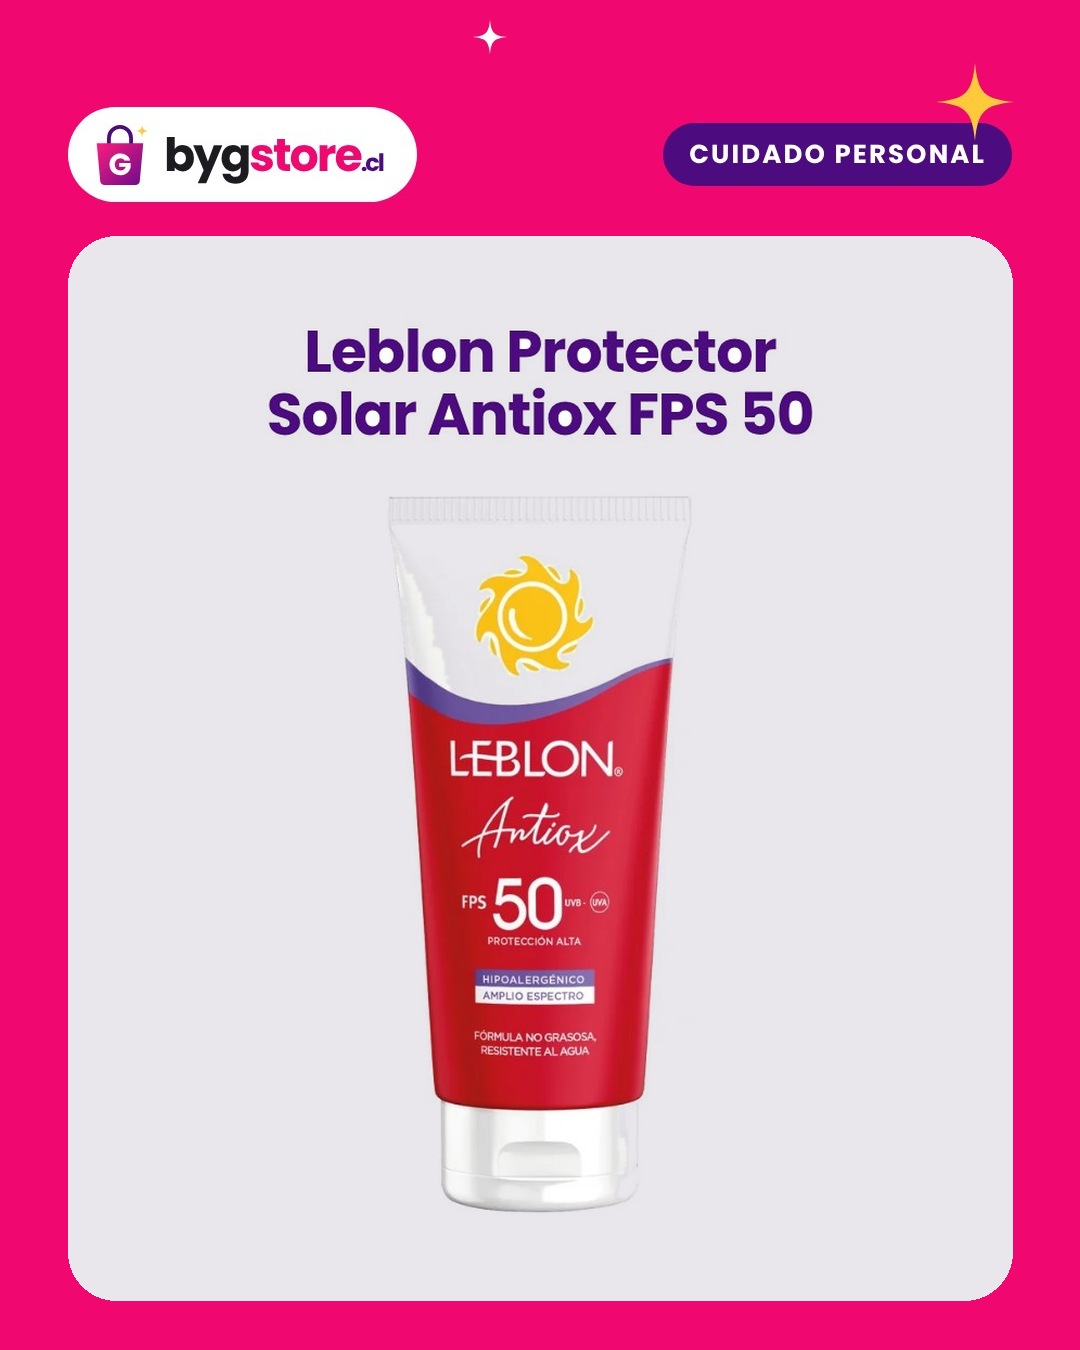 G bygstore.cl
CUIDADO PERSONAL
Leblon Protector
Solar Antiox FPS 50
LEBLON®
Antiox
FPS 50 UVB - UVA
PROTECCIÓN ALTA
HIPOALERGÉNICO
AMPLIO ESPECTRO
FÓRMULA NO GRASOSA,
RESISTENTE AL AGUA